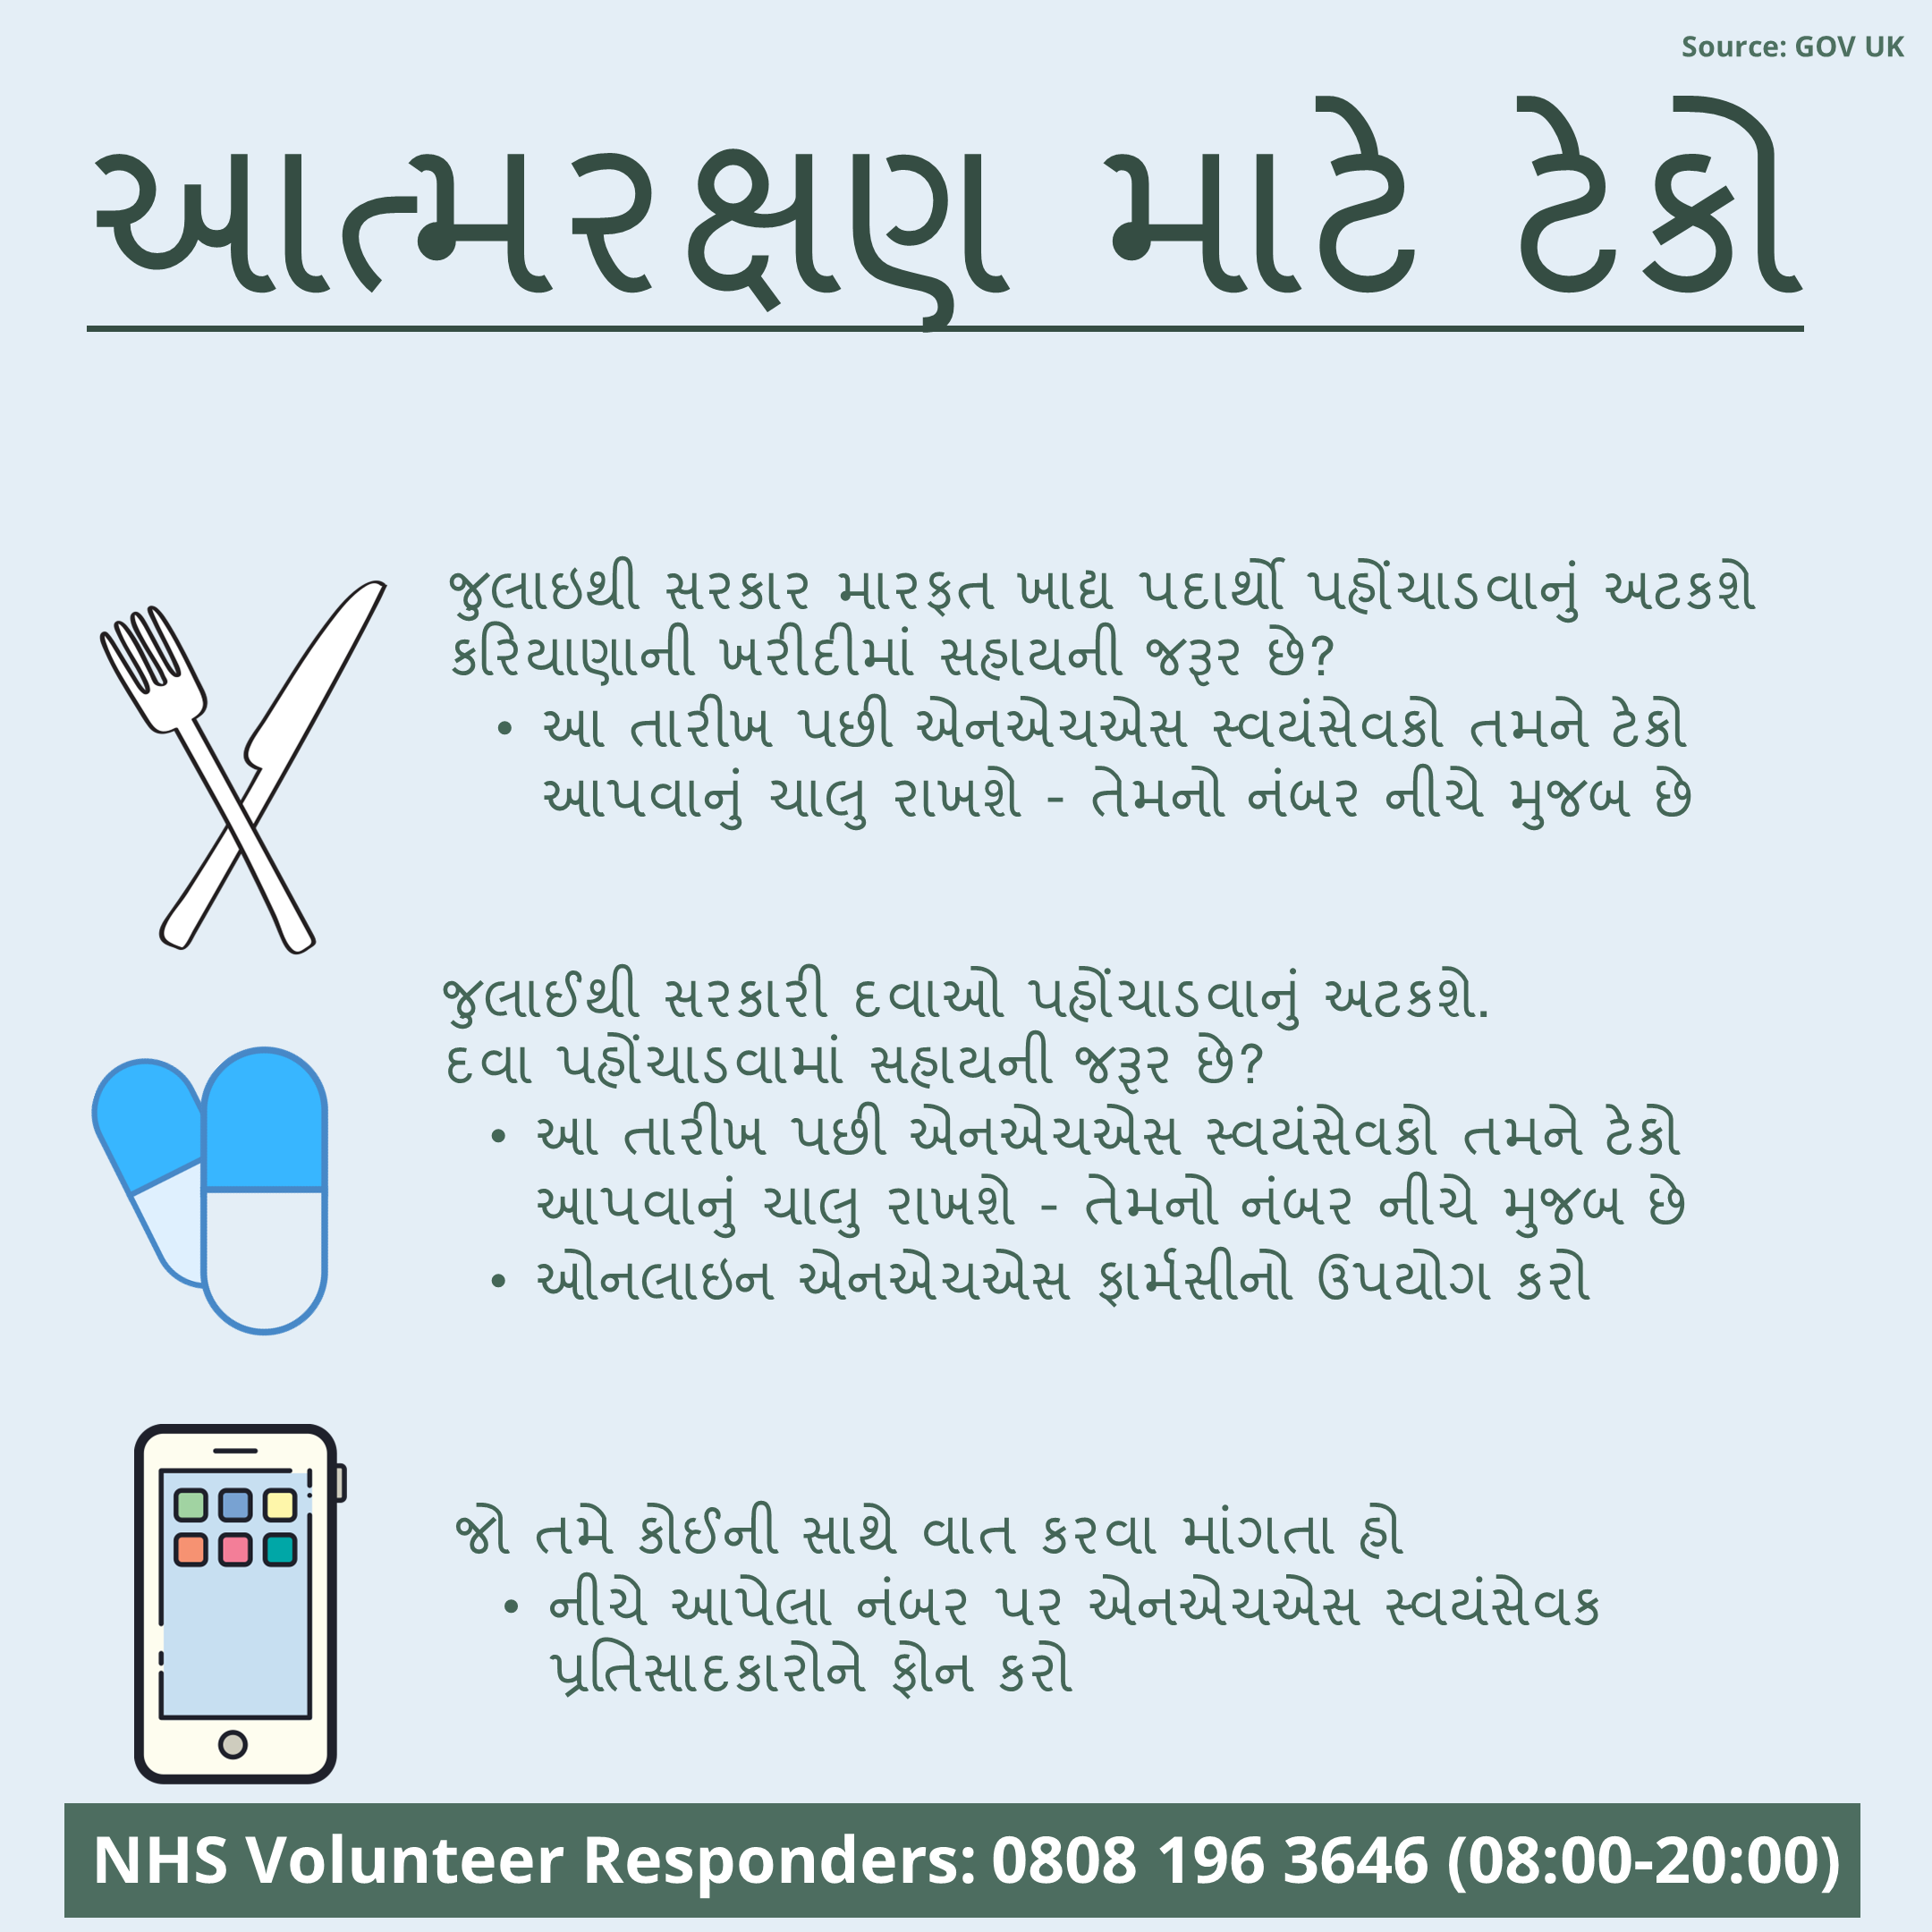 Source: GOV UK
આત્મરક્ષણ માટે ટેકો
જુલાઇથી સરકાર મારફત ખાદ્ય પદાર્થો પહોંચાડવાનું અટકશે
કરિયાણાની ખરીદીમાં સહાયની જરૂર છે?
• આ તારીખ પછી એનએચએસ સ્વયંસેવકો તમને ટેકો
આપવાનું ચાલુ રાખશે - તેમનો નંબર નીચે મુજબ છે
જુલાઈથી સરકારી દવાઓ પહોંચાડવાનું અટકશે.
દવા પહોંચાડવામાં સહાયની જરૂર છે?
• આ તારીખ પછી એનએચએસ સ્વયંસેવકો તમને ટેકો
આપવાનું ચાલુ રાખશે - તેમનો નંબર નીચે મુજબ છે
• ઓનલાઇન એનએચએસ ફાર્મસીનો ઉપયોગ કરો
જો તમે કોઈની સાથે વાત કરવા માંગતા હો
• નીચે આપેલા નંબર પર એનએચએસ સ્વયંસેવક
પ્રતિસાદકારોને ફોન કરો
NHS Volunteer Responders: 0808 196 3646 (08:00-20:00)